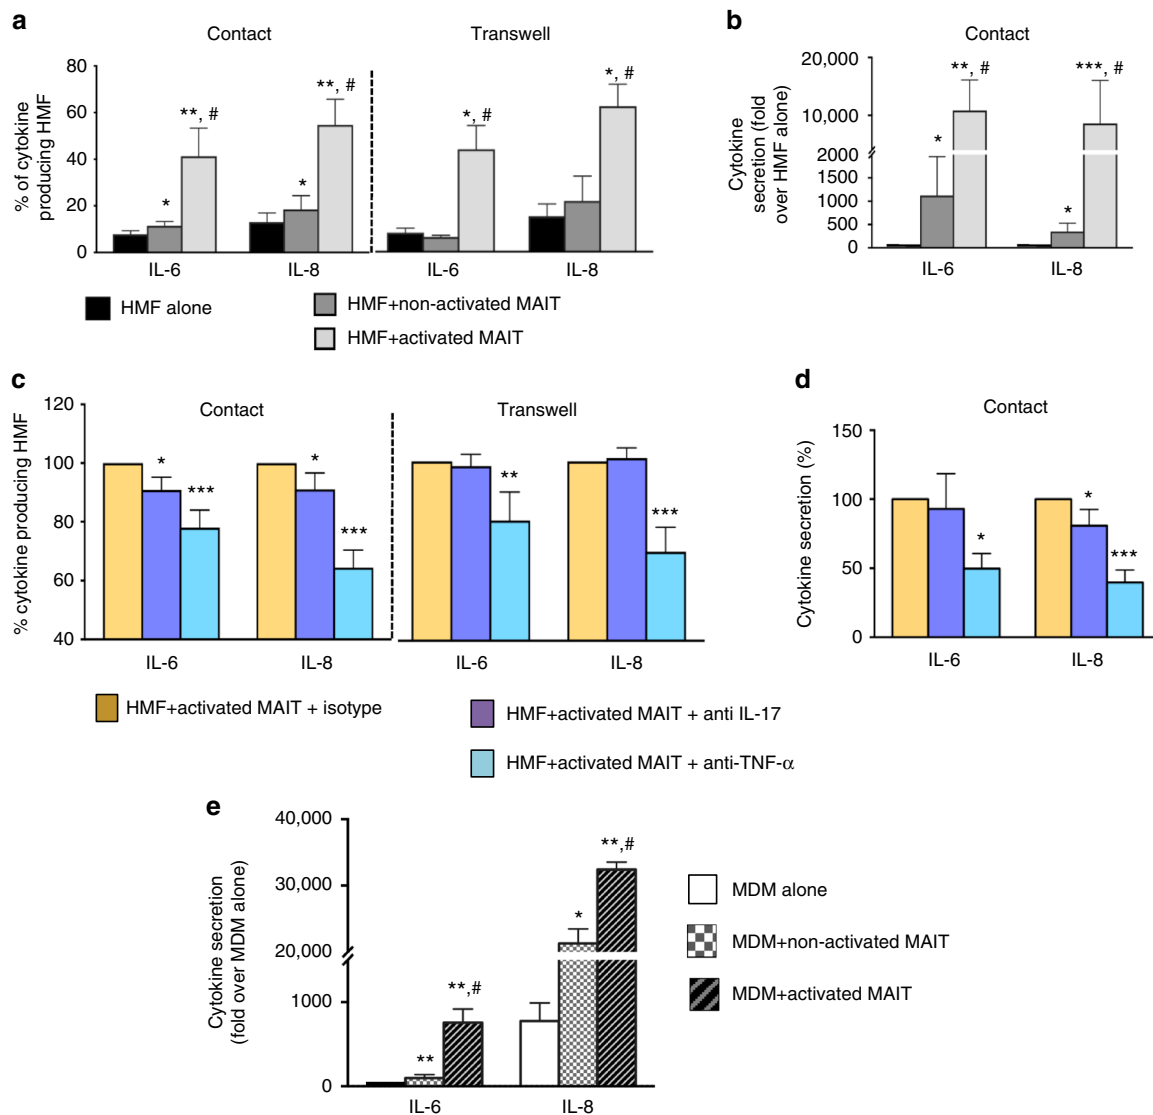 a
Contact
Transwell
% of cytokine
producing HMF
80
60
40
20
0
**, #
*
**, #
*
*, #
*, #
IL-6
IL-8
IL-6
IL-8
HMF alone
HMF+non-activated MAIT
HMF+activated MAIT
b
Contact
Cytokine
secretion (fold
over HMF alone)
20,000
10,000
2000
1500
1000
500
0
**, #
*
***, #
*
IL-6
IL-8
c
Contact
Transwell
% cytokine producing HMF
120
100
80
60
40
*
***
*
***
**
***
IL-6
IL-8
IL-6
IL-8
d
Contact
Cytokine secretion (%)
150
100
50
0
*
*
***
IL-6
IL-8
HMF+activated MAIT + isotype
HMF+activated MAIT + anti IL-17
HMF+activated MAIT + anti-TNF-α
e
Cytokine secretion
(fold over MDM alone)
40,000
30,000
20,000
1000
0
**
**,#
*
**,#
IL-6
IL-8
MDM alone
MDM+non-activated MAIT
MDM+activated MAIT